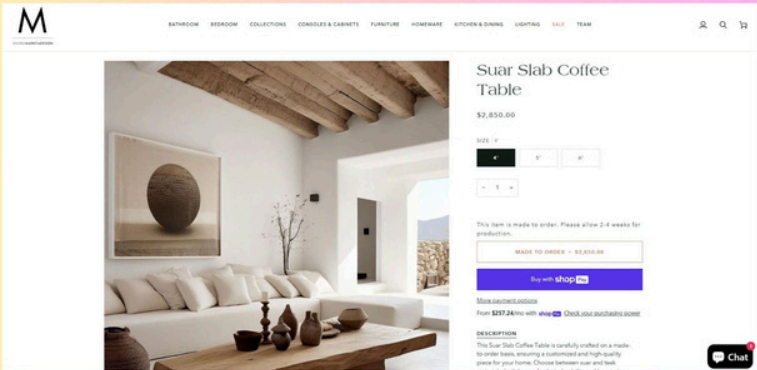 M
BATHROOM BEDROOM COLLECTIONS CONSOLES & CABINETS FURNITURE HOMEWARE KITCHEN & DINING LIGHTING SALE TEAM
Suar Slab Coffee
Table
$2,850.00
SIZE
4' 5' 6'
- 1 +
This item is made to order. Please allow 2-4 weeks for
production.
MADE TO ORDER • $2,850.00
Buy with shop Pay
More payment options
From $257.24/mo with shop Pay Check your purchasing power
DESCRIPTION
This Suar Slab Coffee Table is carefully crafted on a made-
to-order basis, ensuring a customized and high-quality
piece for your home. Choose between suar and teak
Chat